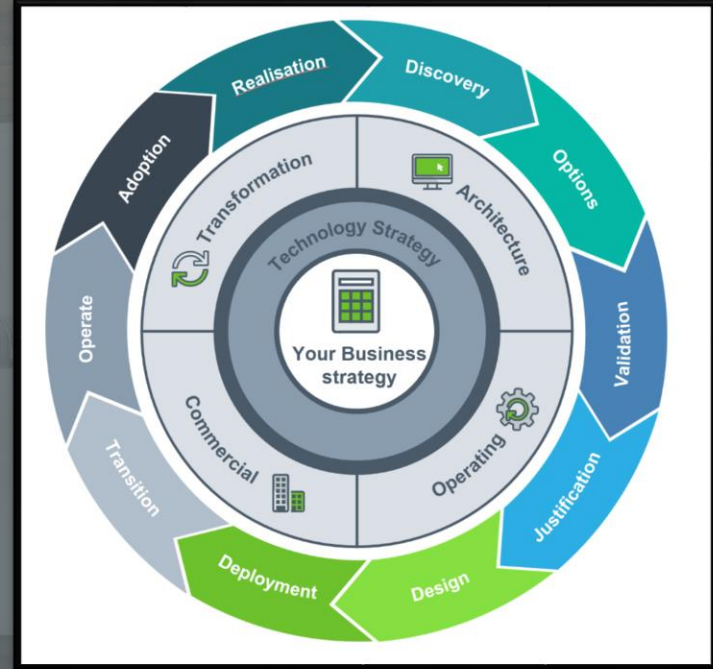 Realisation
Discovery
Options
Validation
Justification
Design
Deployment
Transition
Operate
Adoption
Transformation
Architecture
Operating
Commercial
Technology Strategy
Your Business
strategy